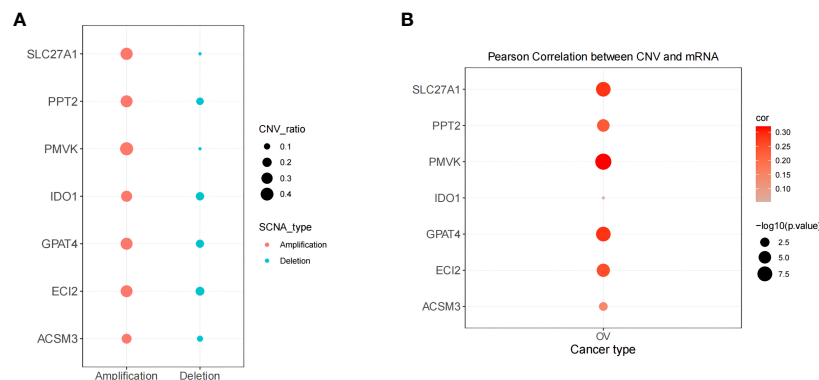 A
SLC27A1
PPT2
PMVK
IDO1
GPAT4
ECI2
ACSM3
Amplification
Deletion
CNV_ratio
0.1
0.2
0.3
0.4
SCNA_type
Amplification
Deletion
B
Pearson Correlation between CNV and mRNA
SLC27A1
PPT2
PMVK
IDO1
GPAT4
ECI2
ACSM3
OV
Cancer type
cor
0.30
0.20
0.15
0.10
−log10(p.value)
2.5
5.0
7.5